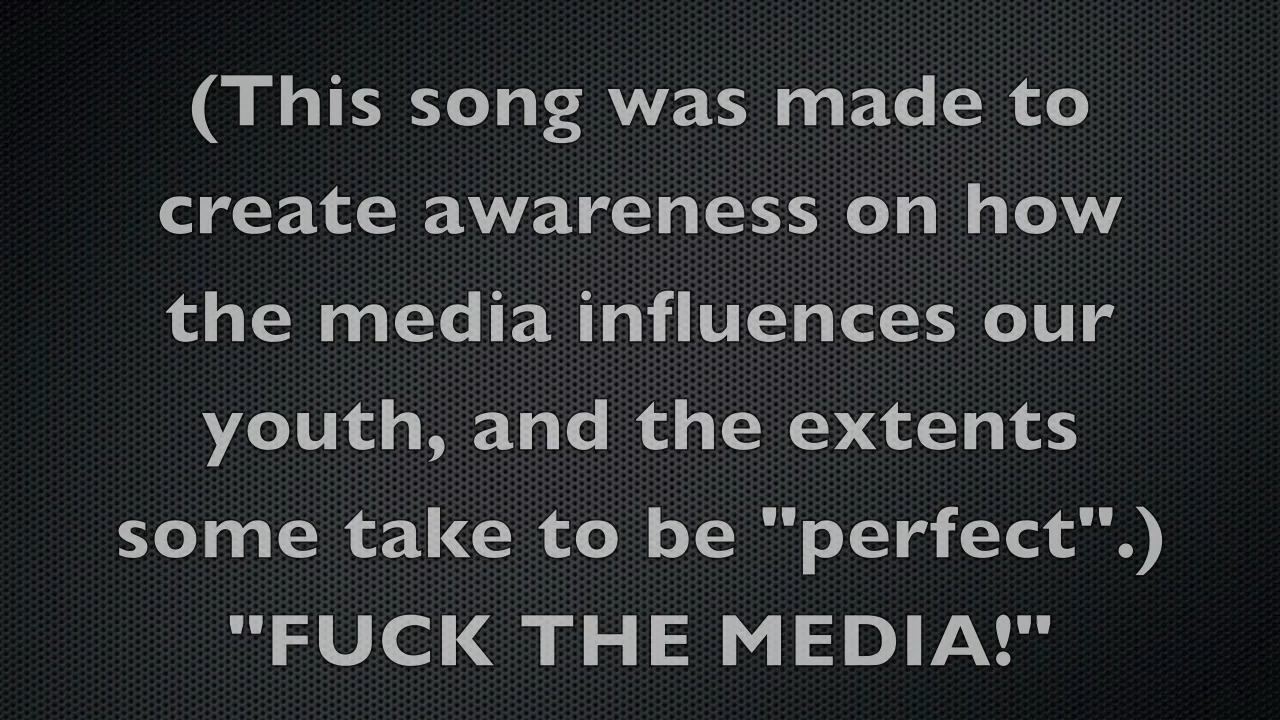 (This song was made to
create awareness on how
the media influences our
youth, and the extents
some take to be "perfect".)
"FUCK THE MEDIA!"